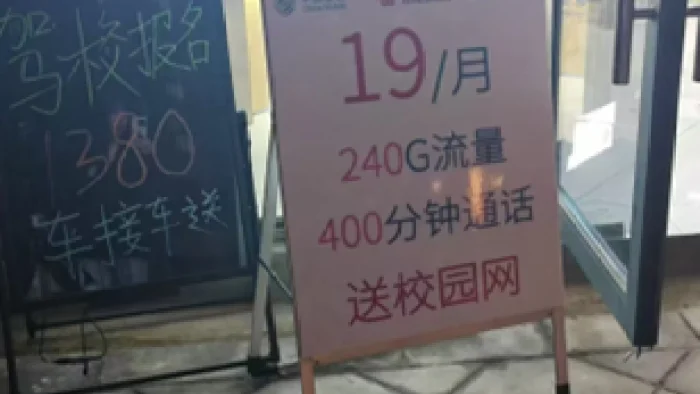 驾校报名
1380
车接车送
19/月
240G流量
400分钟通话
送校园网